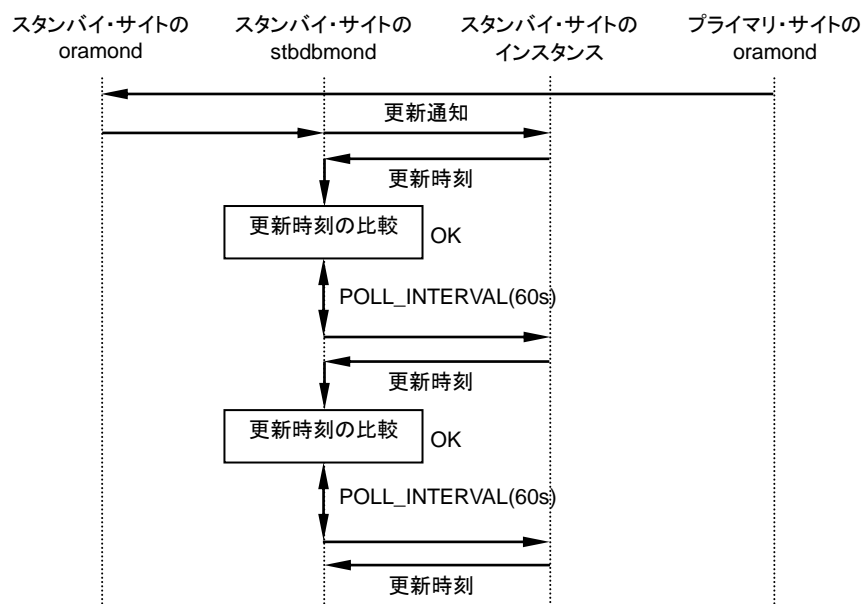 スタンバイ・サイトの
oramond
スタンバイ・サイトの
stbdbmond
スタンバイ・サイトの
インスタンス
プライマリ・サイトの
oramond
更新通知
更新時刻
更新時刻の比較
OK
POLL_INTERVAL(60s)
更新時刻
更新時刻の比較
OK
POLL_INTERVAL(60s)
更新時刻